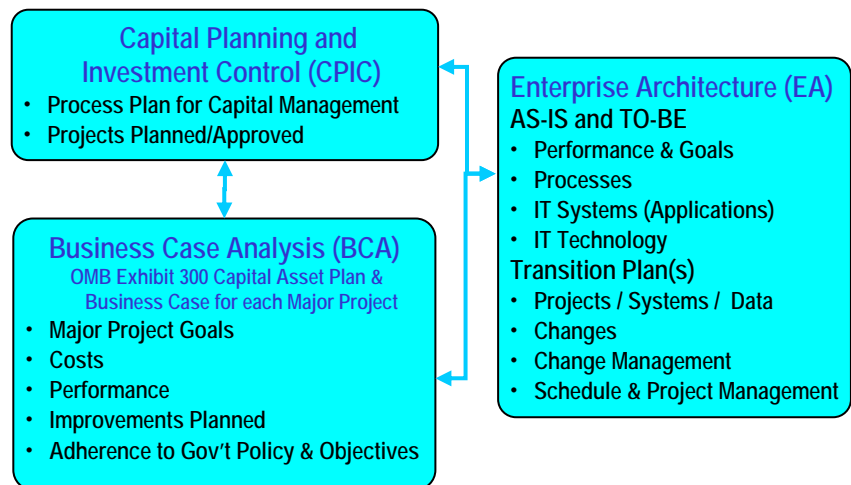 Capital Planning and
Investment Control (CPIC)
• Process Plan for Capital Management
• Projects Planned/Approved
Business Case Analysis (BCA)
OMB Exhibit 300 Capital Asset Plan &
Business Case for each Major Project
• Major Project Goals
• Costs
• Performance
• Improvements Planned
• Adherence to Gov't Policy & Objectives
Enterprise Architecture (EA)
AS-IS and TO-BE
• Performance & Goals
• Processes
• IT Systems (Applications)
• IT Technology
Transition Plan(s)
• Projects / Systems / Data
• Changes
• Change Management
• Schedule & Project Management